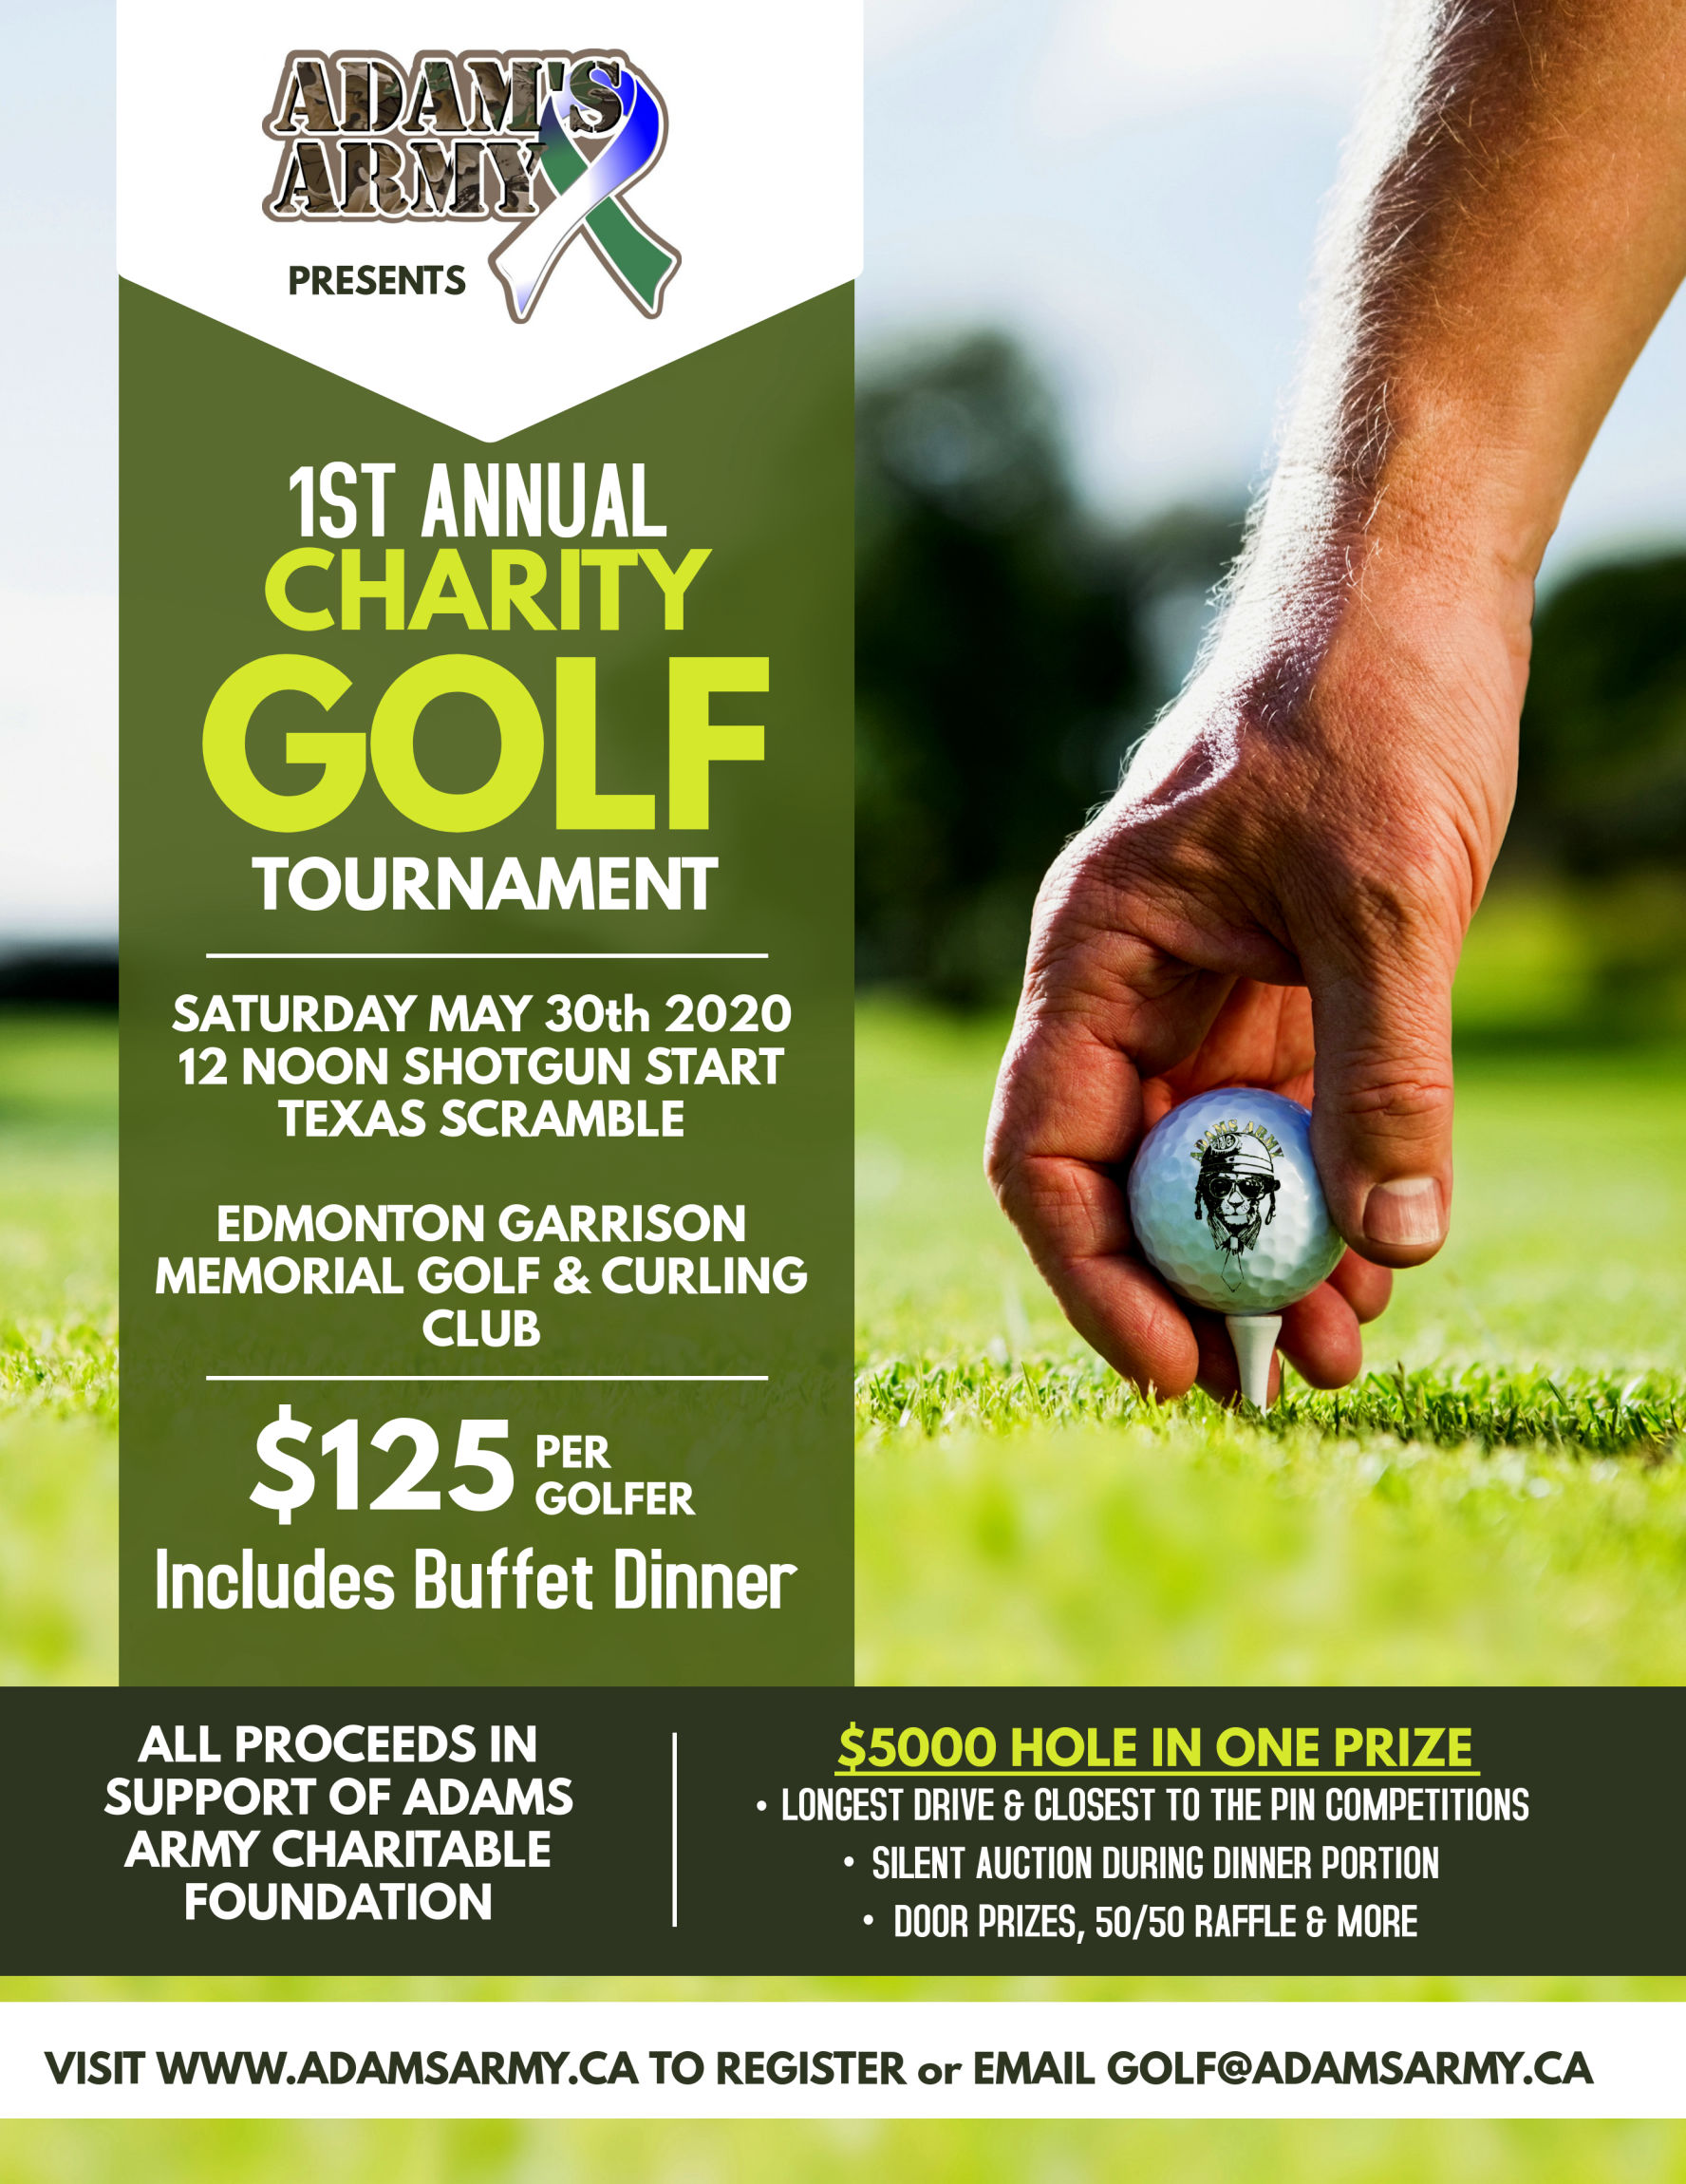 ADAM'S
ARMY
PRESENTS
1ST ANNUAL
CHARITY
GOLF
TOURNAMENT
SATURDAY MAY 30th 2020
12 NOON SHOTGUN START
TEXAS SCRAMBLE
EDMONTON GARRISON
MEMORIAL GOLF & CURLING
CLUB
$125 PER
GOLFER
Includes Buffet Dinner
ADAMS ARMY
ALL PROCEEDS IN
SUPPORT OF ADAMS
ARMY CHARITABLE
FOUNDATION
$5000 HOLE IN ONE PRIZE
• LONGEST DRIVE & CLOSEST TO THE PIN COMPETITIONS
• SILENT AUCTION DURING DINNER PORTION
• DOOR PRIZES, 50/50 RAFFLE & MORE
VISIT WWW.ADAMSARMY.CA TO REGISTER or EMAIL GOLF@ADAMSARMY.CA